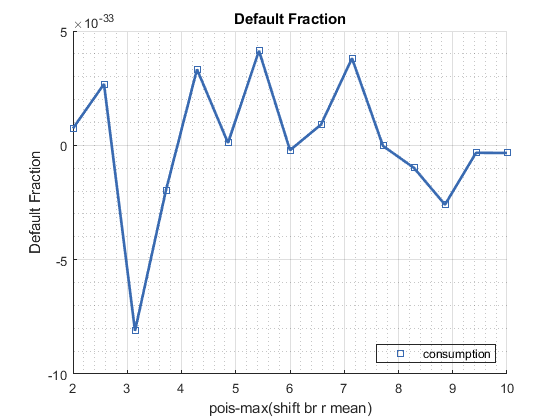 Default Fraction
×10^-33
5
0
-5
-10
Default Fraction
consumption
2 3 4 5 6 7 8 9 10
pois-max(shift br r mean)